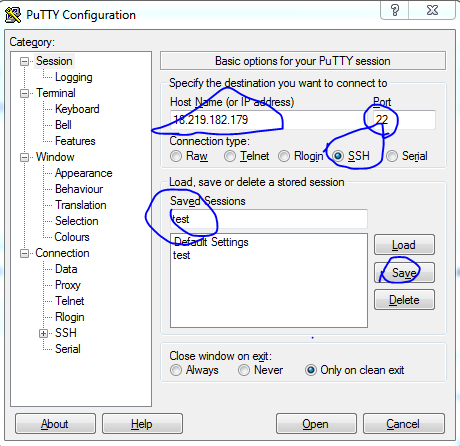 PuTTY Configuration
Category:
Session
Logging
Terminal
Keyboard
Bell
Features
Window
Appearance
Behaviour
Translation
Selection
Colours
Connection
Data
Proxy
Telnet
Rlogin
SSH
Serial
Basic options for your PuTTY session
Specify the destination you want to connect to
Host Name (or IP address) Port
18.219.182.179 22
Connection type:
Raw Telnet Rlogin SSH Serial
Load, save or delete a stored session
Saved Sessions
test
Default Settings
test
Load
Save
Delete
Close window on exit:
Always Never Only on clean exit
About Help Open Cancel